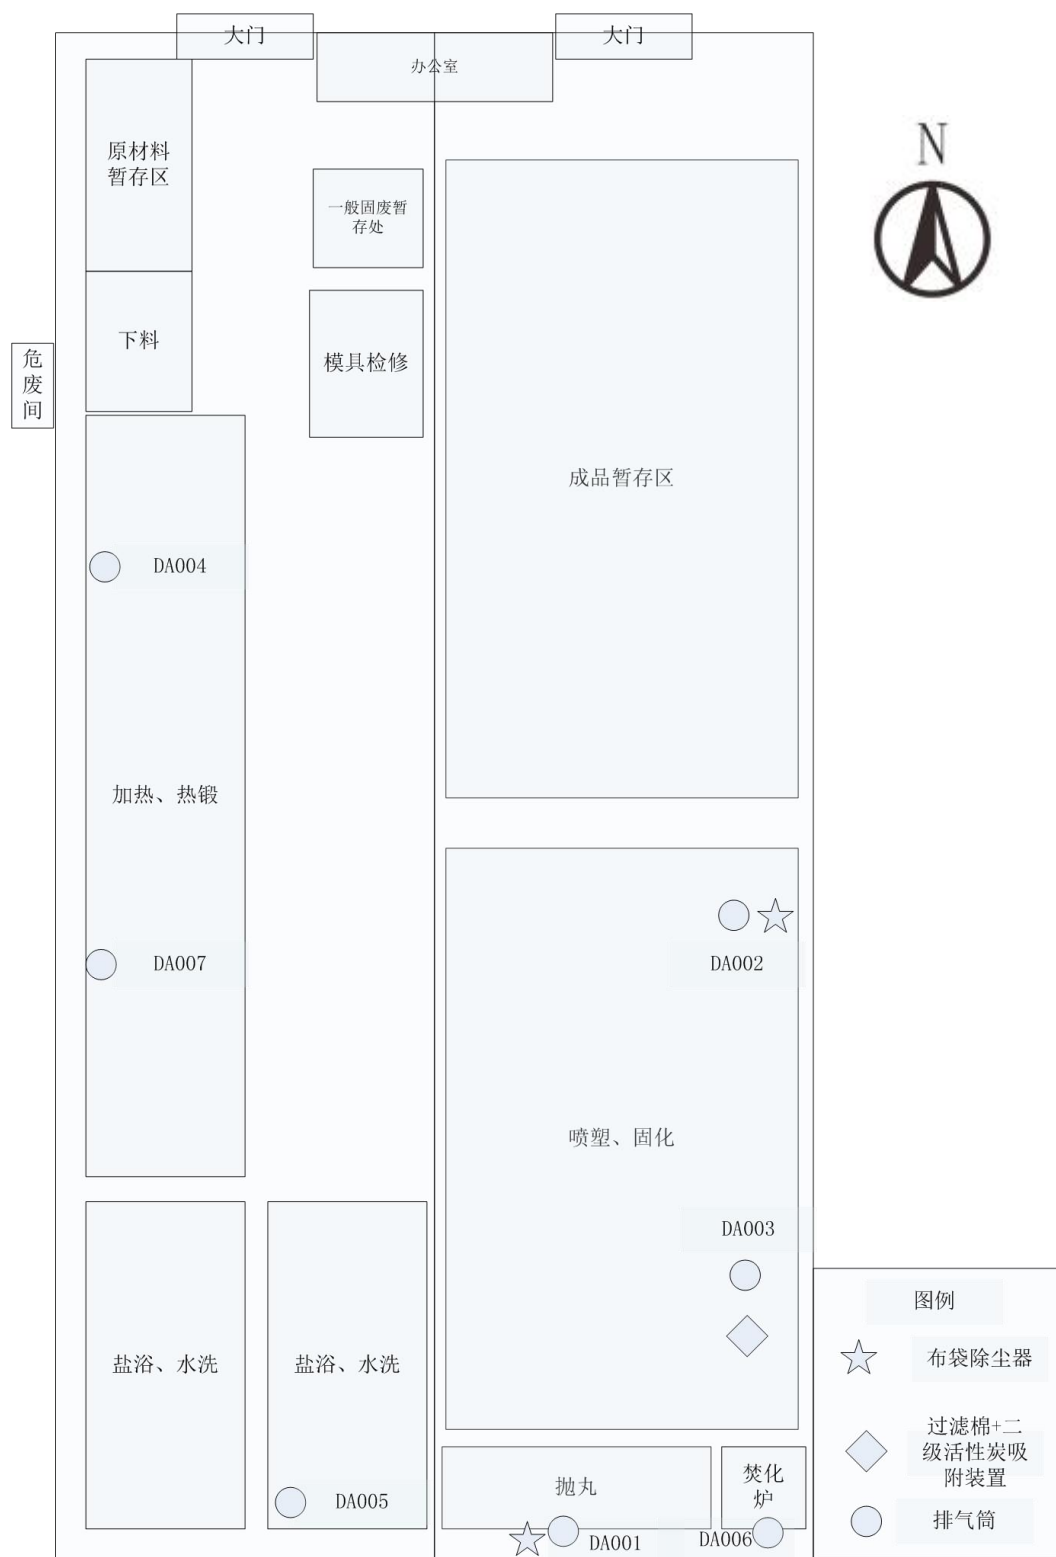 大门
大门
办公室
N
原材料
暂存区
一般固废暂
存处
下料
模具检修
危
废
间
成品暂存区
DA004
加热、热锻
DA007
DA002
喷塑、固化
DA003
盐浴、水洗
盐浴、水洗
DA005
抛丸
焚化
炉
DA001
DA006
图例
布袋除尘器
过滤棉+二
级活性炭吸
附装置
排气筒